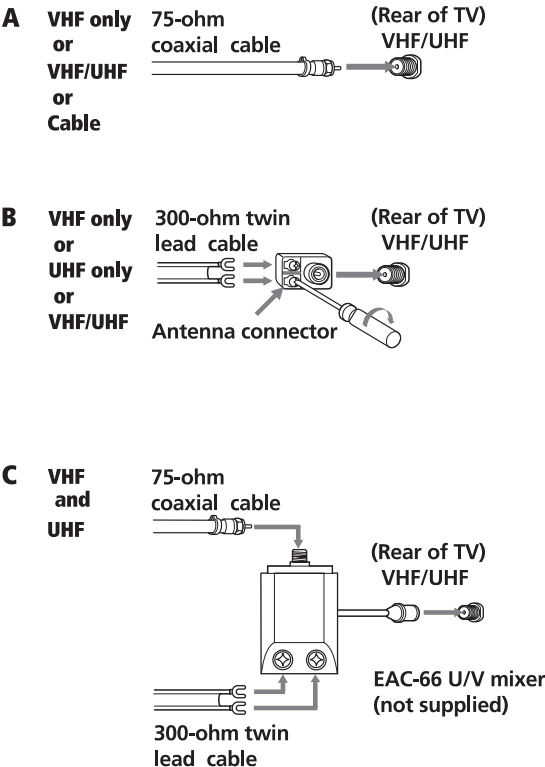 A
VHF only
or
VHF/UHF
or
Cable
75-ohm
coaxial cable
(Rear of TV)
VHF/UHF
B
VHF only
or
UHF only
or
VHF/UHF
300-ohm twin
lead cable
Antenna connector
(Rear of TV)
VHF/UHF
C
VHF
and
UHF
75-ohm
coaxial cable
(Rear of TV)
VHF/UHF
EAC-66 U/V mixer
(not supplied)
300-ohm twin
lead cable